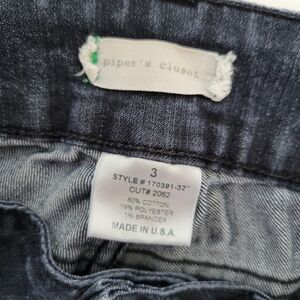 piper's closet
3
STYLE # 170391-32"
CUT# 2062
80% COTTON
19% POLYESTER
1% SPANDEX
MADE IN U.S.A.